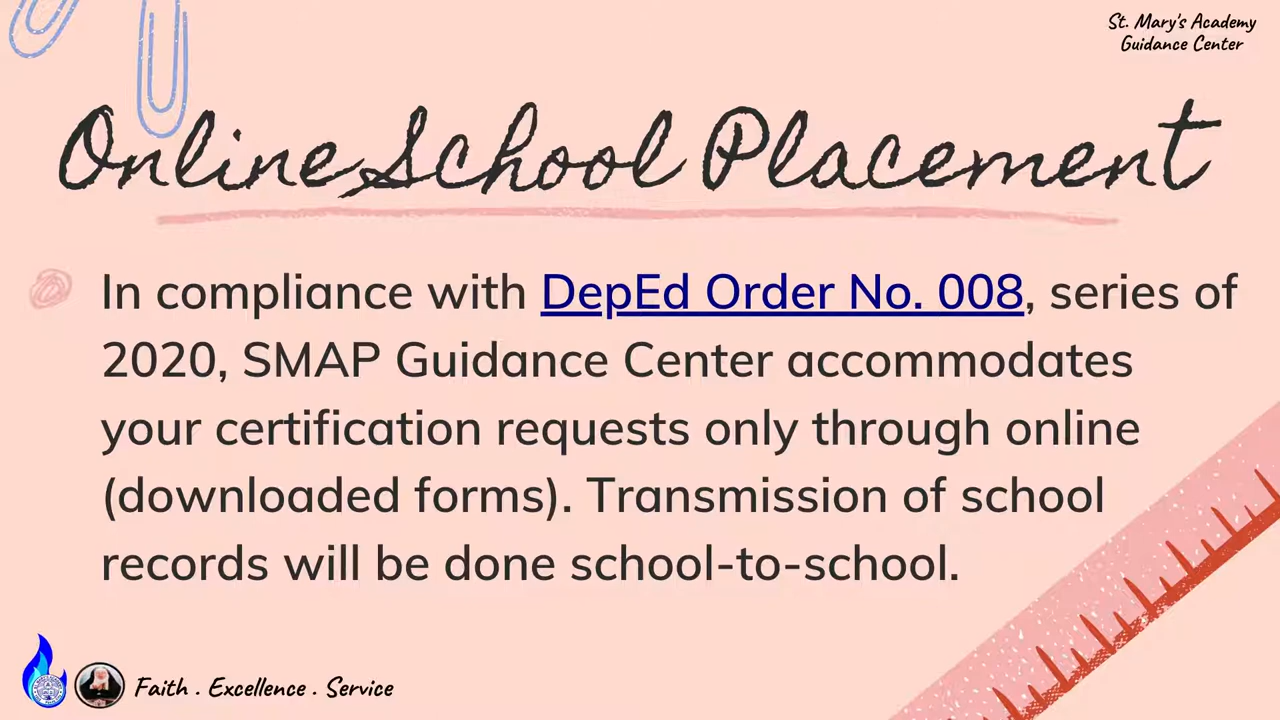 St. Mary's Academy
Guidance Center
Online School Placement
In compliance with DepEd Order No. 008, series of
2020, SMAP Guidance Center accommodates
your certification requests only through online
(downloaded forms). Transmission of school
records will be done school-to-school.
Faith . Excellence . Service